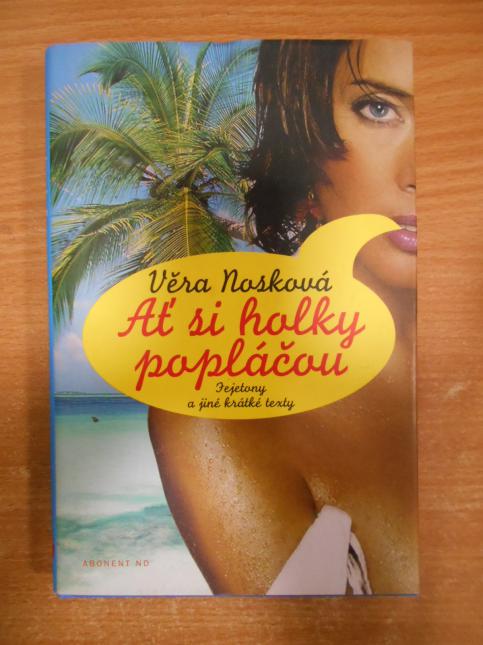 Věra Nosková
Ať si holky
popláčou
Fejetony
a jiné krátké texty
ABONENT ND